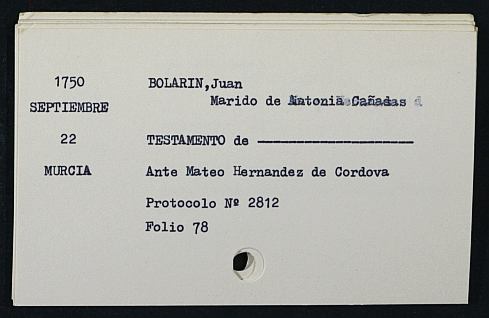 1750
SEPTIEMBRE
22
MURCIA
BOLARIN,Juan
Marido de Antonia Cañadas
TESTAMENTO de
Ante Mateo Hernandez de Cordova
Protocolo Nº 2812
Folio 78